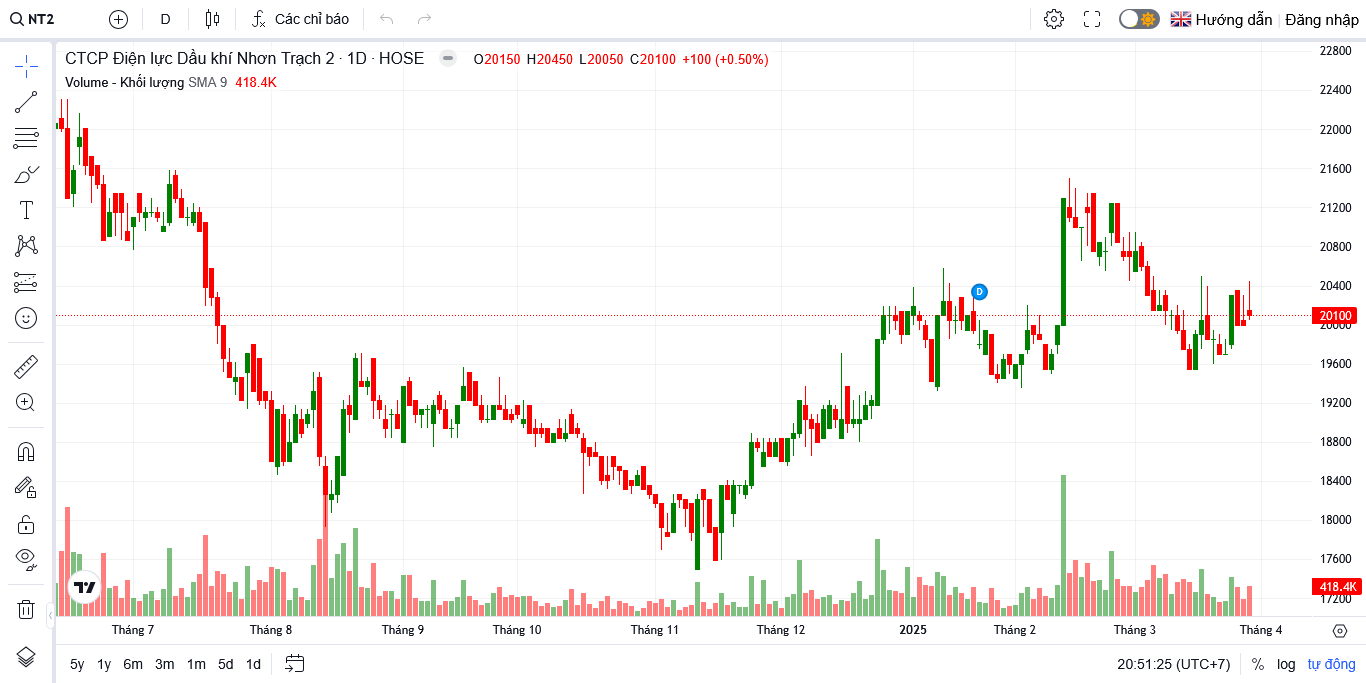 NT2 D Các chỉ báo Hướng dẫn Đăng nhập
CTCP Điện lực Dầu khí Nhơn Trạch 2 · 1D · HOSE O20150 H20450 L20050 C20100 +100 (+0.50%)
Volume - Khối lượng SMA 9 418.4K
22800
22400
22000
21600
21200
20800
20400
D
20100
20000
19600
19200
18800
18400
18000
17600
418.4K
17200
Tháng 7 Tháng 8 Tháng 9 Tháng 10 Tháng 11 Tháng 12 2025 Tháng 2 Tháng 3 Tháng 4
5y 1y 6m 3m 1m 5d 1d 20:51:25 (UTC+7) % log tự động